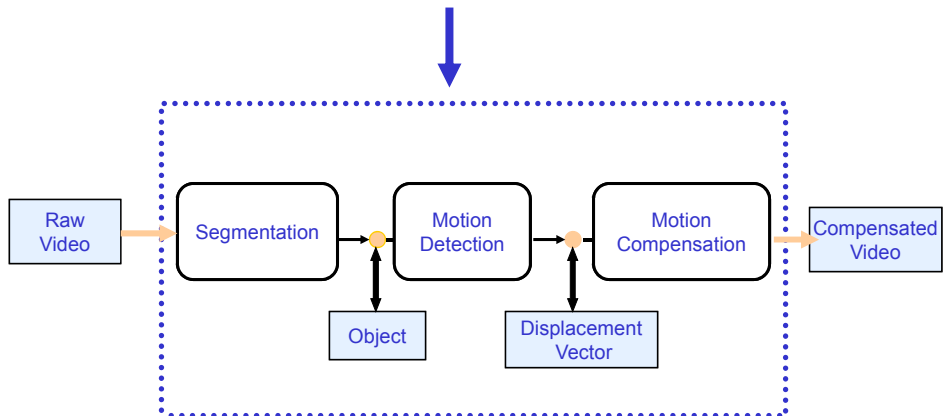 Raw
Video
Segmentation
Motion
Detection
Motion
Compensation
Compensated
Video
Object
Displacement
Vector